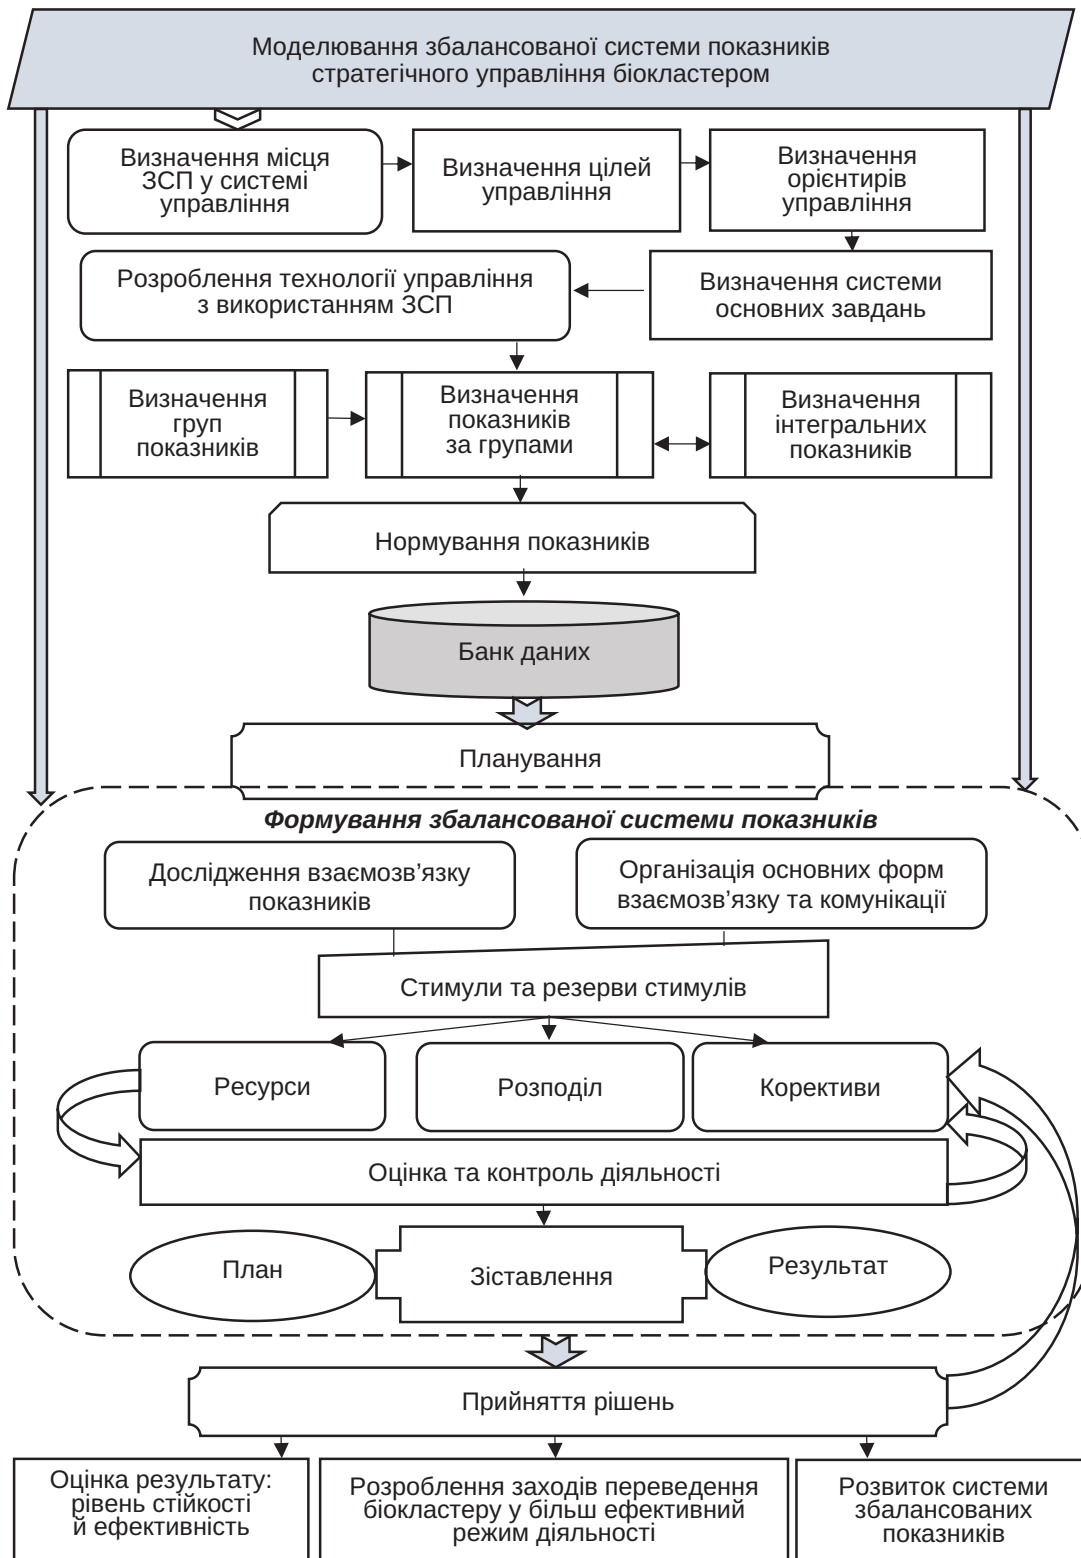 Моделювання збалансованої системи показників
стратегічного управління біокластером
Визначення місця
ЗСП у системі
управління
Визначення цілей
управління
Визначення
орієнтирів
управління
Розроблення технології управління
з використанням ЗСП
Визначення системи
основних завдань
Визначення
груп
показників
Визначення
показників
за групами
Визначення
інтегральних
показників
Нормування показників
Банк даних
Планування
Формування збалансованої системи показників
Дослідження взаємозв’язку
показників
Організація основних форм
взаємозв’язку та комунікації
Стимули та резерви стимулів
Ресурси
Розподіл
Корективи
Оцінка та контроль діяльності
План
Зіставлення
Результат
Прийняття рішень
Оцінка результату:
рівень стійкості
й ефективність
Розроблення заходів переведення
біокластеру у більш ефективний
режим діяльності
Розвиток системи
збалансованих
показників